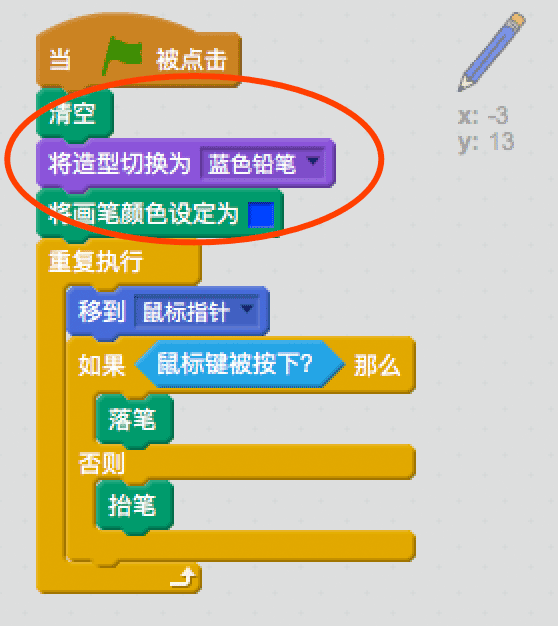 当 被点击
清空
将造型切换为 蓝色铅笔
将画笔颜色设定为
重复执行
移到 鼠标指针
如果 鼠标键被按下? 那么
落笔
否则
抬笔
x: -3
y: 13